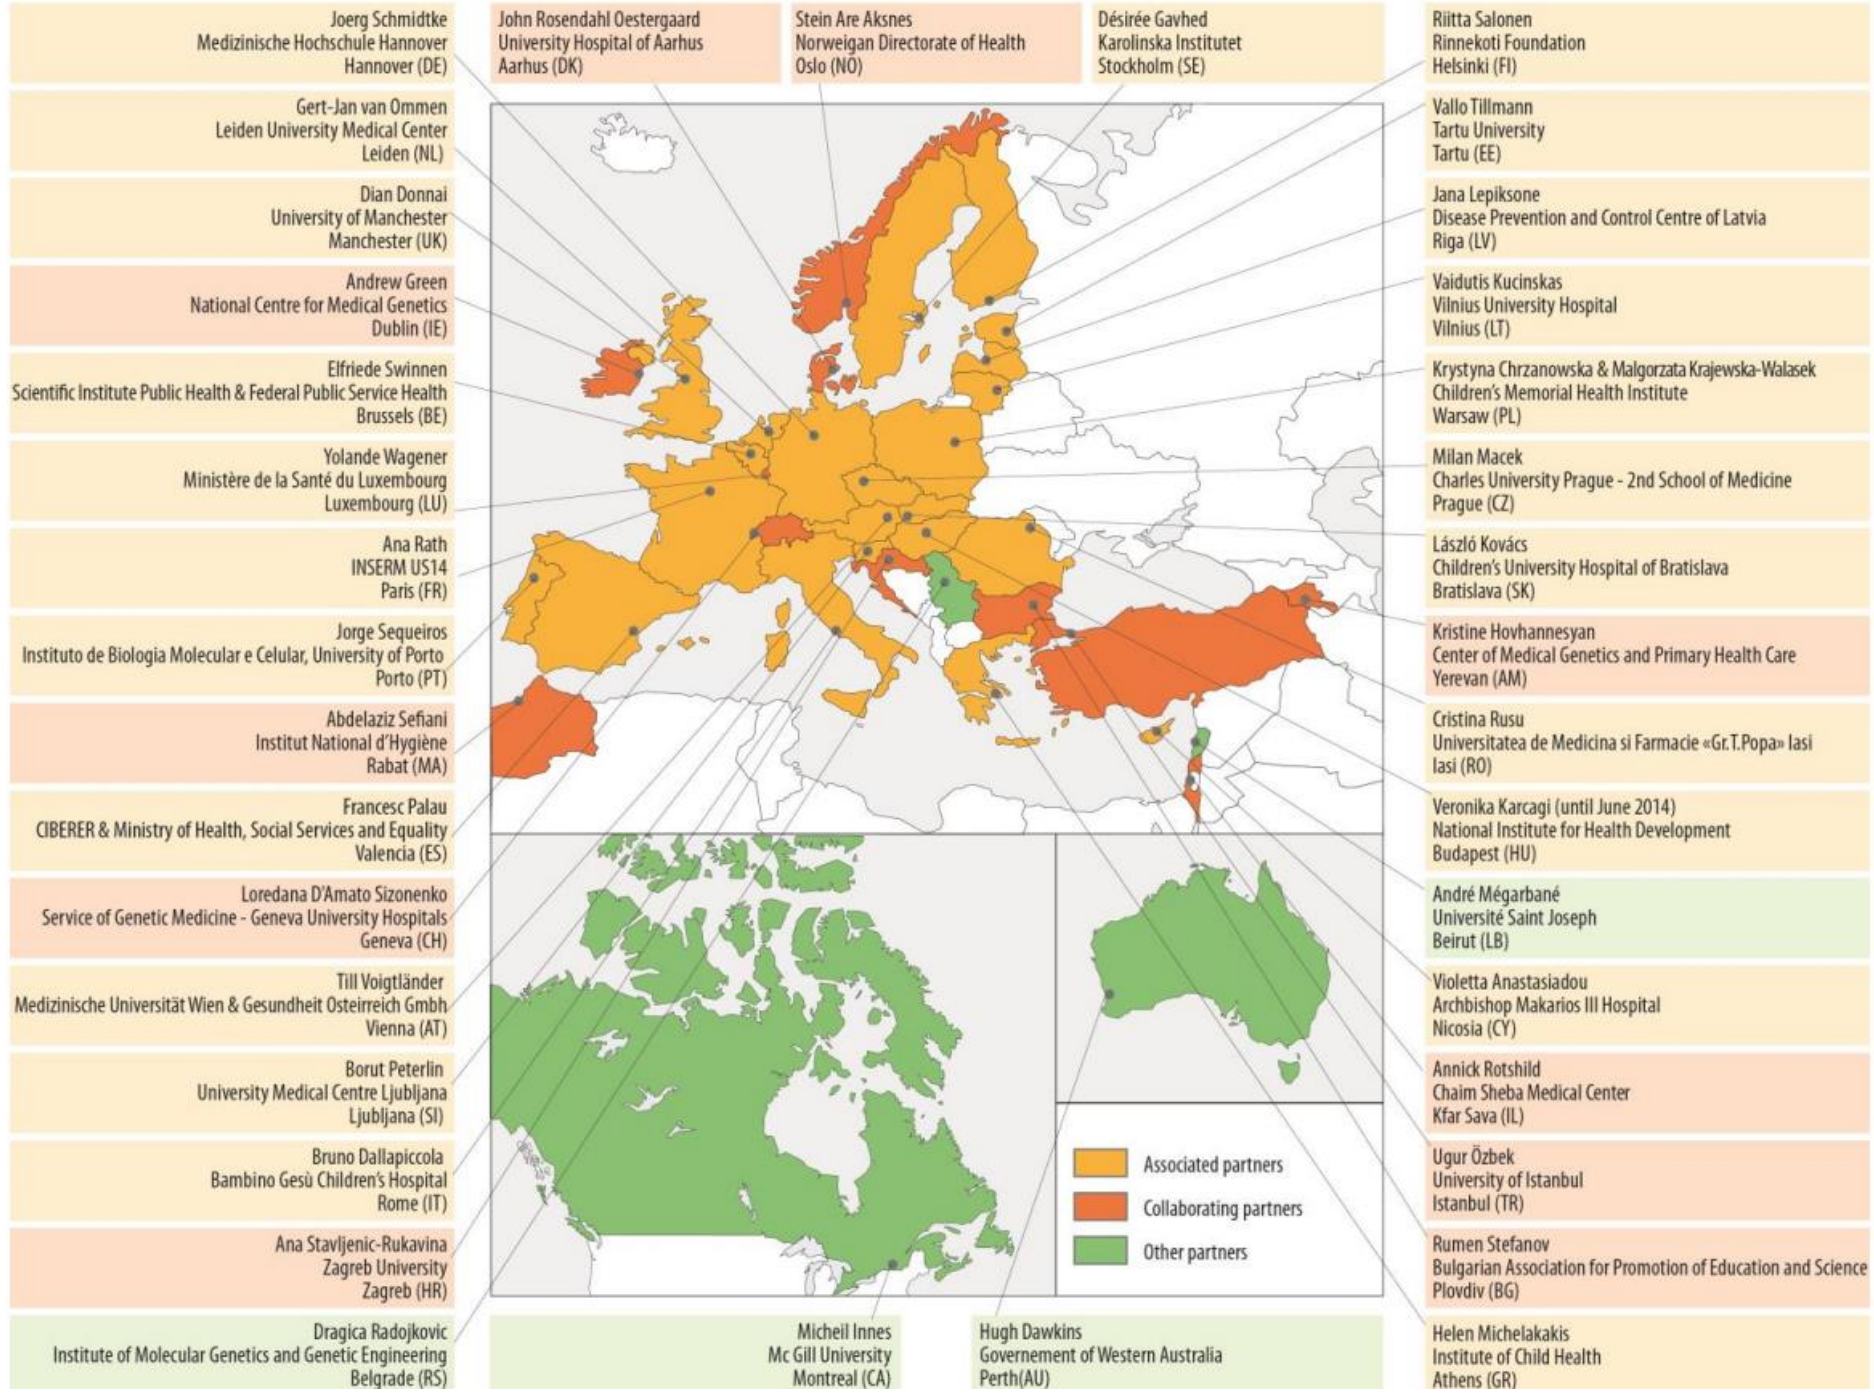 Joerg Schmidtke
Medizinische Hochschule Hannover
Hannover (DE)
Gert-Jan van Ommen
Leiden University Medical Center
Leiden (NL)
Dian Donnai
University of Manchester
Manchester (UK)
Andrew Green
National Centre for Medical Genetics
Dublin (IE)
Elfriede Swinnen
Scientific Institute Public Health & Federal Public Service Health
Brussels (BE)
Yolande Wagener
Ministère de la Santé du Luxembourg
Luxembourg (LU)
Ana Rath
INSERM US14
Paris (FR)
Jorge Sequeiros
Instituto de Biologia Molecular e Celular, University of Porto
Porto (PT)
Abdelaziz Sefiani
Institut National d'Hygiène
Rabat (MA)
Francesc Palau
CIBERER & Ministry of Health, Social Services and Equality
Valencia (ES)
Loredana D'Amato Sizonenko
Service of Genetic Medicine - Geneva University Hospitals
Geneva (CH)
Till Voigtländer
Medizinische Universität Wien & Gesundheit Osteirreich Gmbh
Vienna (AT)
Borut Peterlin
University Medical Centre Ljubljana
Ljubljana (SI)
Bruno Dallapiccola
Bambino Gesù Children's Hospital
Rome (IT)
Ana Stavljenic-Rukavina
Zagreb University
Zagreb (HR)
Dragica Radojkovic
Institute of Molecular Genetics and Genetic Engineering
Belgrade (RS)
John Rosendahl Oestergaard
University Hospital of Aarhus
Aarhus (DK)
Stein Are Aksnes
Norweigan Directorate of Health
Oslo (NO)
Désirée Gavhed
Karolinska Institutet
Stockholm (SE)
Associated partners
Collaborating partners
Other partners
Micheil Innes
Mc Gill University
Montreal (CA)
Hugh Dawkins
Governement of Western Australia
Perth(AU)
Riitta Salonen
Rinnekoti Foundation
Helsinki (FI)
Vallo Tillmann
Tartu University
Tartu (EE)
Jana Lepiksone
Disease Prevention and Control Centre of Latvia
Riga (LV)
Vaidutis Kucinskas
Vilnius University Hospital
Vilnius (LT)
Krystyna Chrzanowska & Malgorzata Krajewska-Walasek
Children's Memorial Health Institute
Warsaw (PL)
Milan Macek
Charles University Prague - 2nd School of Medicine
Prague (CZ)
László Kovács
Children's University Hospital of Bratislava
Bratislava (SK)
Kristine Hovhannesyan
Center of Medical Genetics and Primary Health Care
Yerevan (AM)
Cristina Rusu
Universitatea de Medicina si Farmacie «Gr.T.Popa» Iasi
Iasi (RO)
Veronika Karcagi (until June 2014)
National Institute for Health Development
Budapest (HU)
André Mégarbané
Université Saint Joseph
Beirut (LB)
Violetta Anastasiadou
Archbishop Makarios III Hospital
Nicosia (CY)
Annick Rotshild
Chaim Sheba Medical Center
Kfar Sava (IL)
Ugur Özbek
University of Istanbul
Istanbul (TR)
Rumen Stefanov
Bulgarian Association for Promotion of Education and Science
Plovdiv (BG)
Helen Michelakakis
Institute of Child Health
Athens (GR)